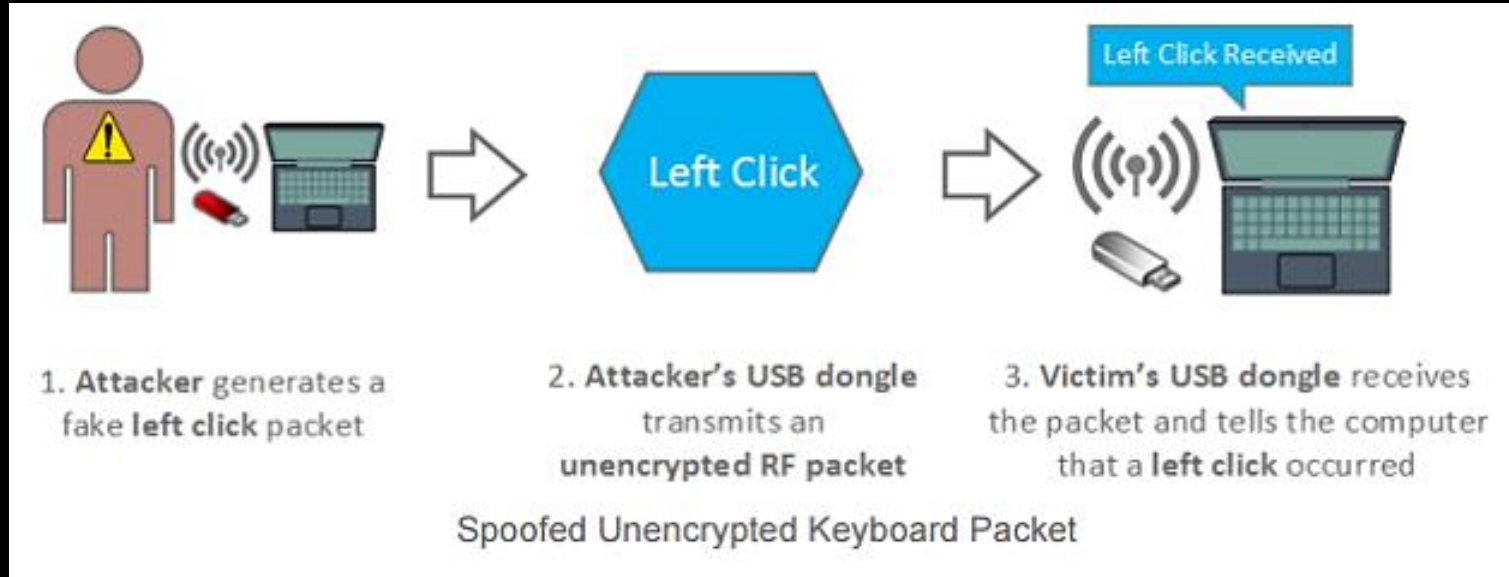 Left Click Received
Left Click
1. Attacker generates a
fake left click packet
2. Attacker's USB dongle
transmits an
unencrypted RF packet
3. Victim's USB dongle receives
the packet and tells the computer
that a left click occurred
Spoofed Unencrypted Keyboard Packet